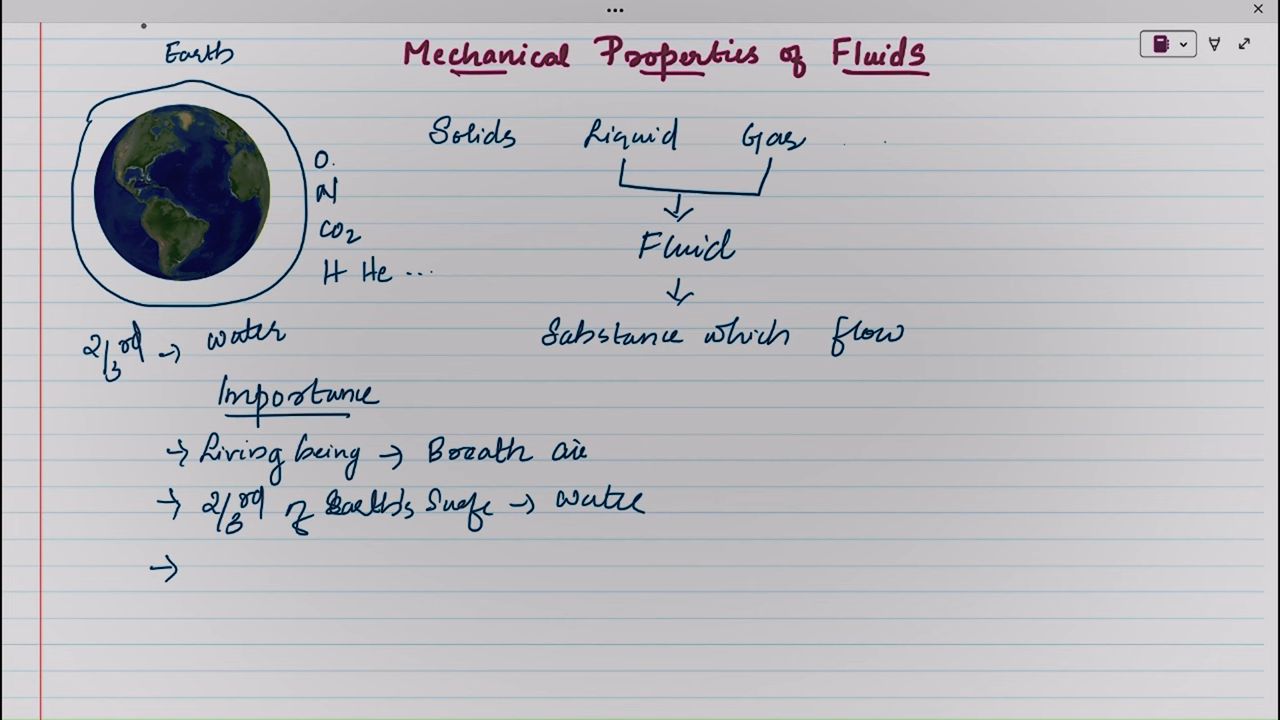 Earth
Mechanical Properties of Fluids
Solids Liquid Gas
O.
N
CO2
H He ...
Fluid
Substance which flow
2/3rd → water
Importance
→ Living being → Breath air
→ 2/3rd of Earth's Surfe → water
→